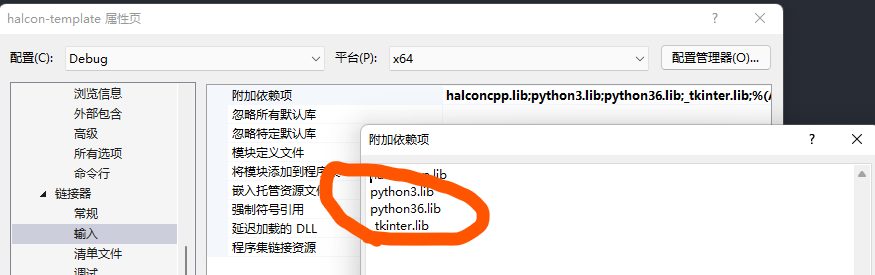 halcon-template 属性页
配置(C):
Debug
平台(P):
x64
配置管理器(O)...
浏览信息
外部包含
高级
所有选项
命令行
链接器
常规
输入
清单文件
调试
附加依赖项
halconcpp.lib;python3.lib;python36.lib;_tkinter.lib;%(A
忽略所有默认库
忽略特定默认库
模块定义文件
将模块添加到程序
嵌入托管资源文
强制符号引用
延迟加载的 DLL
程序集链接资源
附加依赖项
.lib
python3.lib
python36.lib
_tkinter.lib